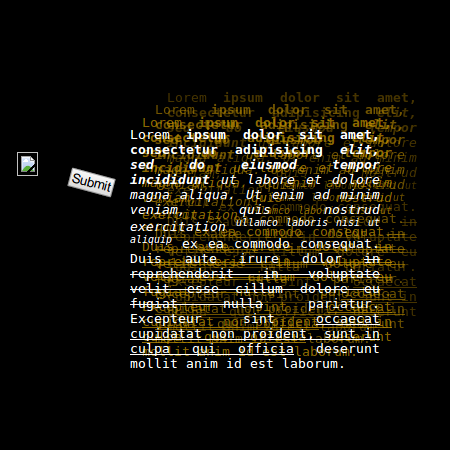 Submit
Lorem ipsum dolor sit amet,
consectetur adipisicing elit,
sed do eiusmod tempor
incididunt ut labore et dolore
magna aliqua. Ut enim ad minim
veniam, quis nostrud
exercitation ullamco laboris nisi ut
aliquip ex ea commodo consequat.
Duis aute irure dolor in
reprehenderit in voluptate
velit esse cillum dolore eu
fugiat nulla pariatur.
Excepteur sint occaecat
cupidatat non proident, sunt in
culpa qui officia deserunt
mollit anim id est laborum.